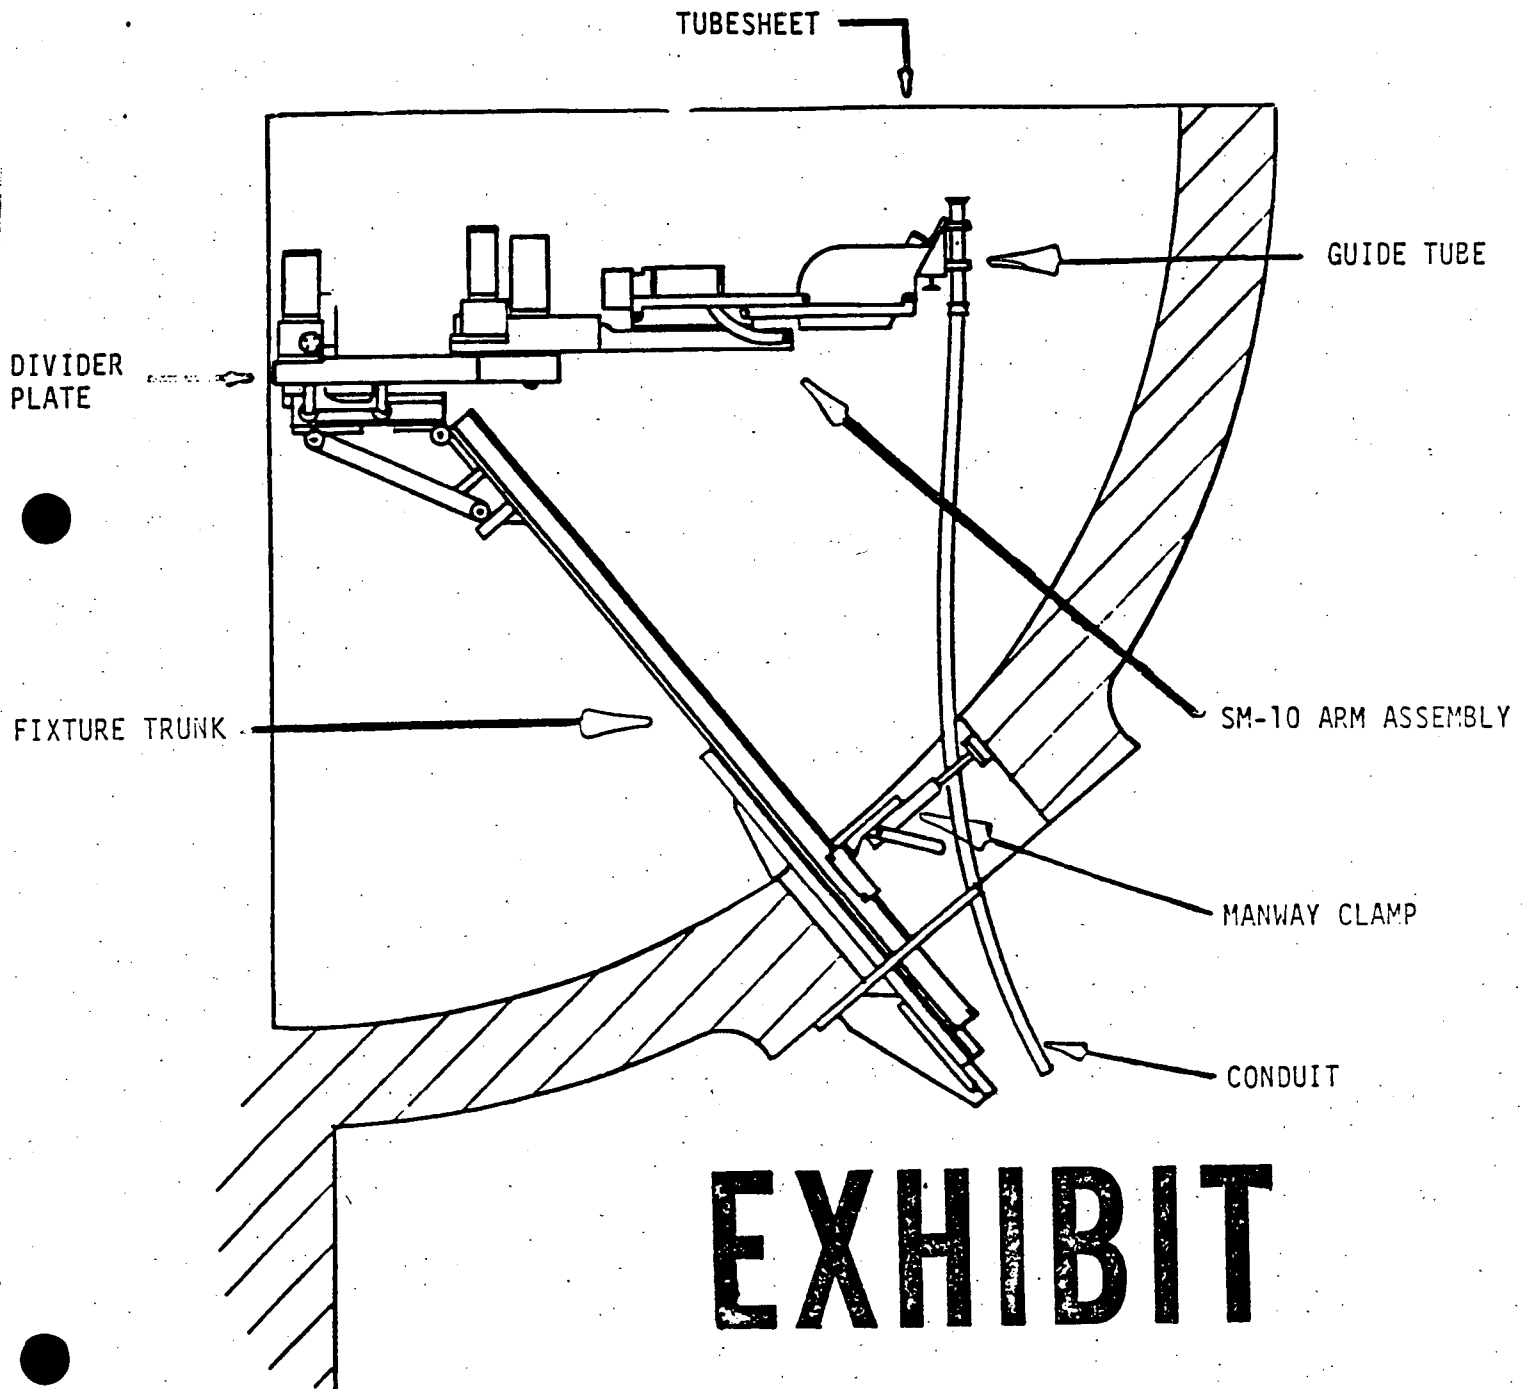 TUBESHEET
GUIDE TUBE
DIVIDER
PLATE
FIXTURE TRUNK
SM-10 ARM ASSEMBLY
MANWAY CLAMP
CONDUIT
EXHIBIT